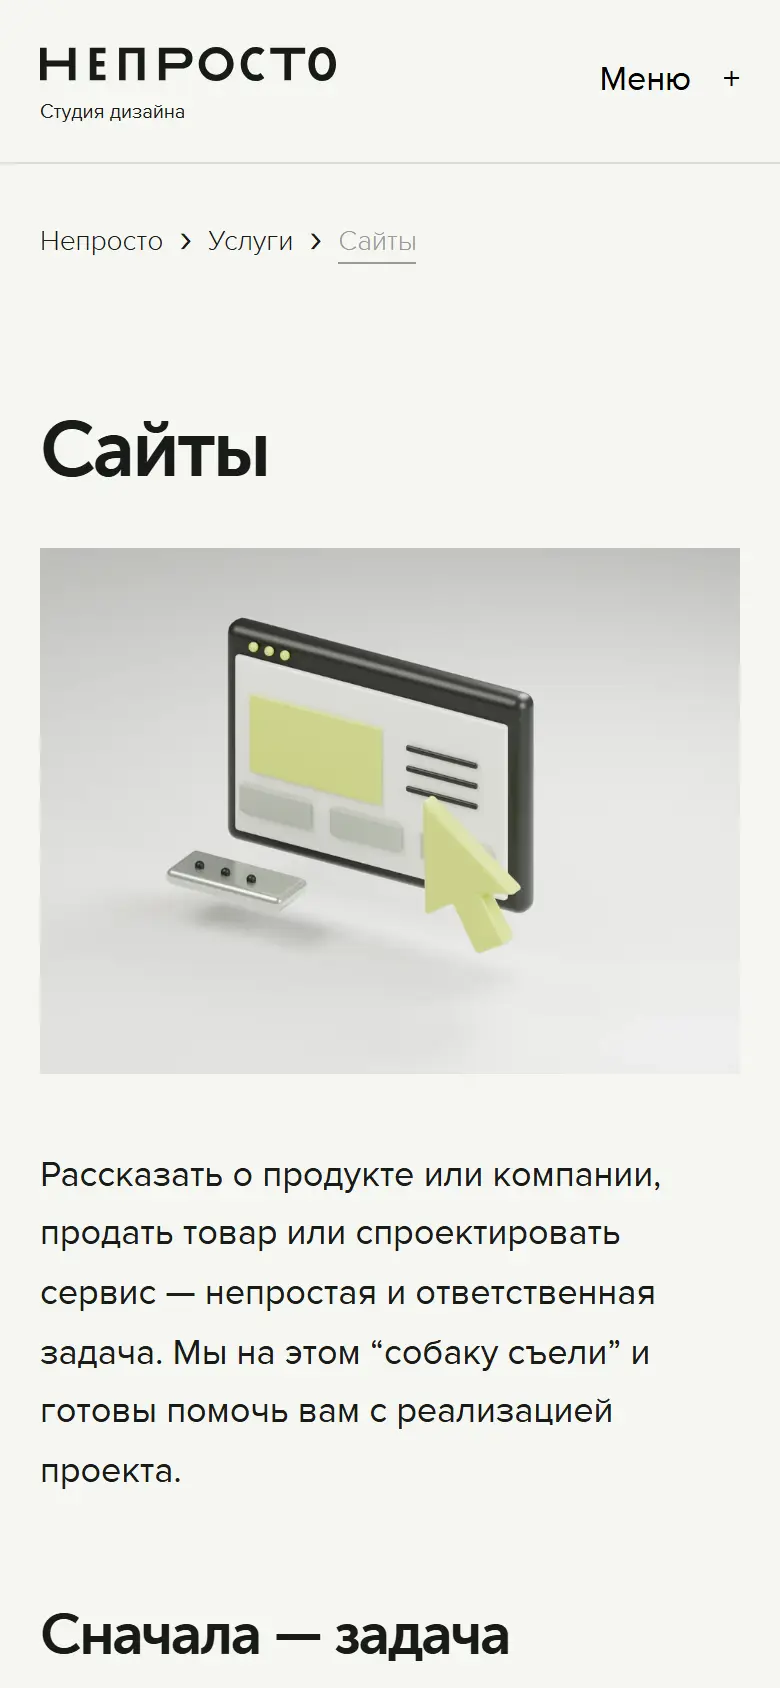 НЕПРОСТО
Студия дизайна
Меню +
Непросто > Услуги > Сайты
Сайты
Рассказать о продукте или компании,
продать товар или спроектировать
сервис — непростая и ответственная
задача. Мы на этом “собаку съели” и
готовы помочь вам с реализацией
проекта.
Сначала — задача